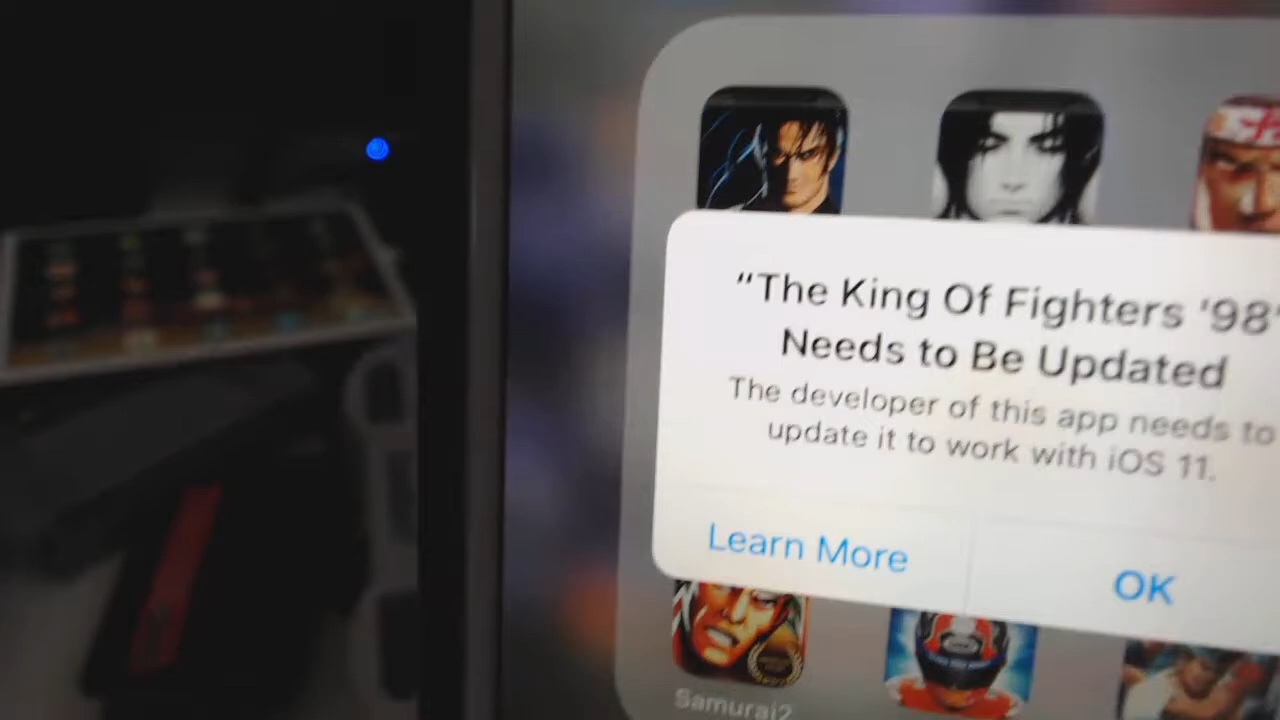 “The King Of Fighters '98”
Needs to Be Updated
The developer of this app needs to
update it to work with iOS 11.
Learn More
OK
Samurai2